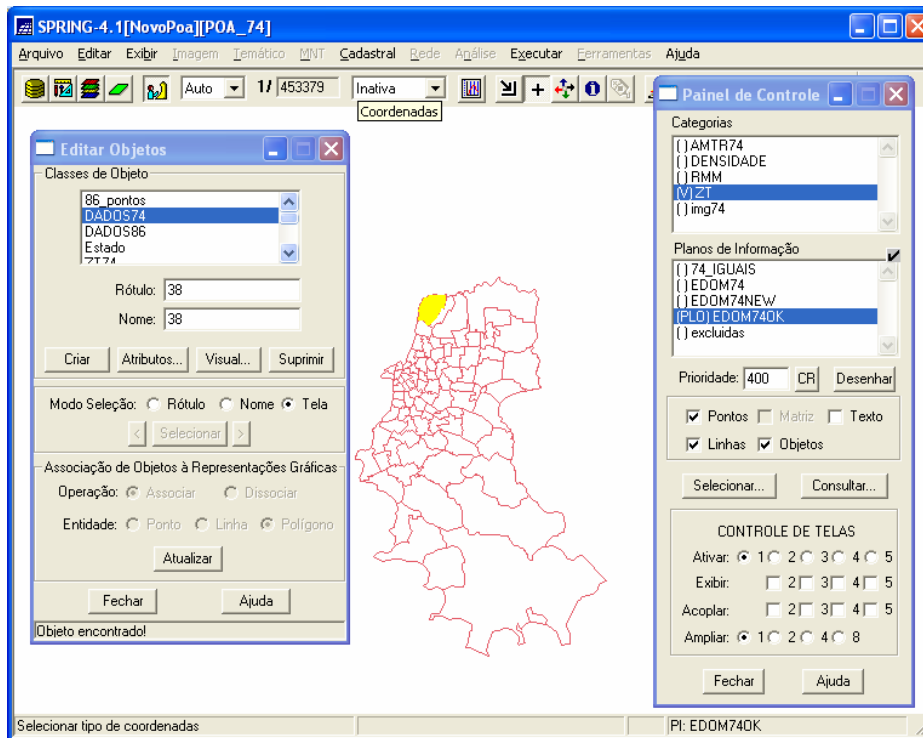 SPRING-4.1[NovoPoa][POA_74]
Arquivo Editar Exibir Imagem Temático MNT Cadastral Rede Análise Executar Ferramentas Ajuda
Auto 1/ 453379 Inativa
Coordenadas
Editar Objetos
Classes de Objeto
86_pontos
DADOS74
DADOS86
Estado
ZT74
Rótulo: 38
Nome: 38
Criar Atributos... Visual... Suprimir
Modo Seleção: Rótulo Nome Tela
< Selecionar >
Associação de Objetos à Representações Gráficas
Operação: Associar Dissociar
Entidade: Ponto Linha Polígono
Atualizar
Fechar Ajuda
Objeto encontrado!
Painel de Controle
Categorias
( ) AMTR74
( ) DENSIDADE
( ) RMM
(V) ZT
( ) img74
Planos de Informação
( ) 74_IGUAIS
( ) EDOM74
( ) EDOM74NEW
(PLO) EDOM74OK
( ) excluidas
Prioridade: 400 CR Desenhar
Pontos Matriz Texto
Linhas Objetos
Selecionar... Consultar...
CONTROLE DE TELAS
Ativar: 1 2 3 4 5
Exibir: 2 3 4 5
Acoplar: 2 3 4 5
Ampliar: 1 2 4 8
Fechar Ajuda
Selecionar tipo de coordenadas
PI: EDOM74OK